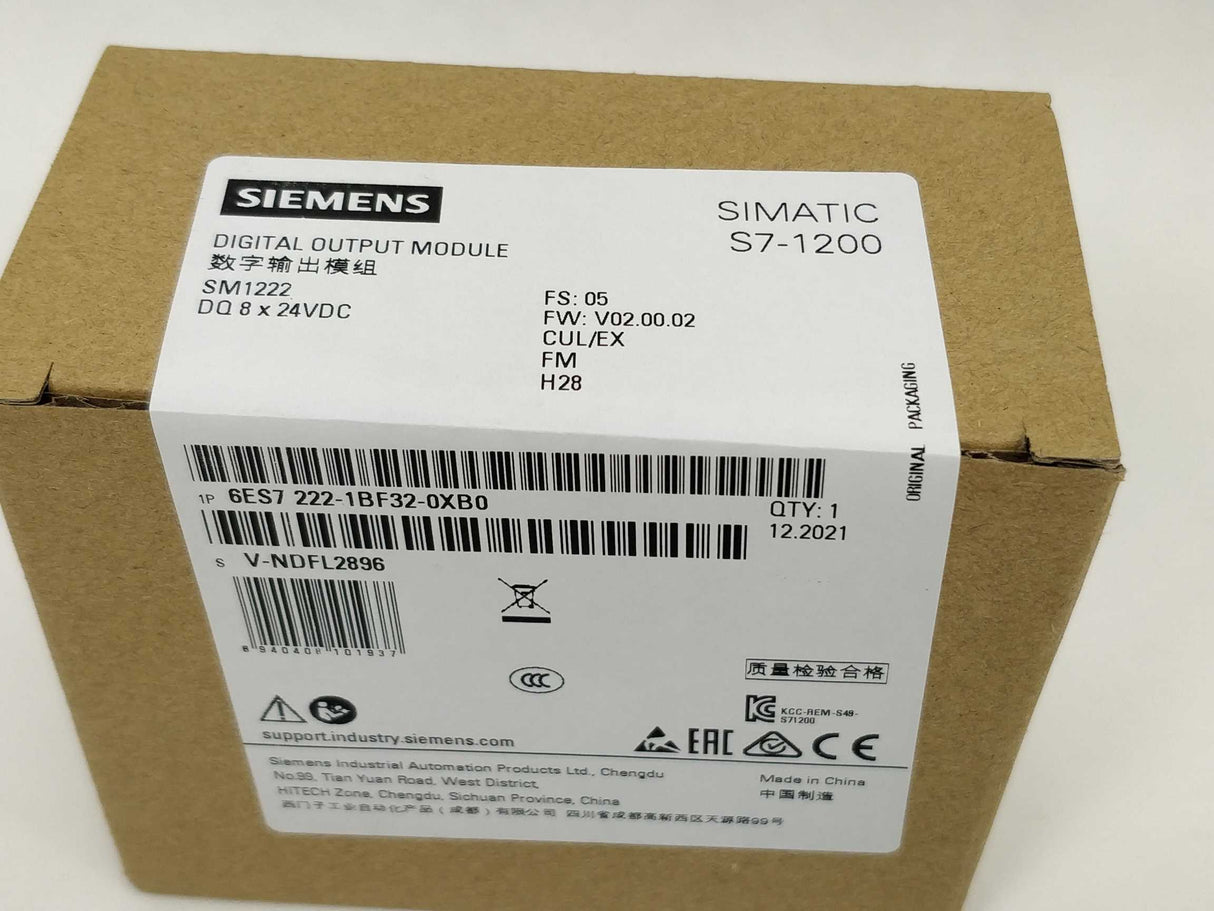 SIEMENS
SIMATIC
S7-1200
DIGITAL OUTPUT MODULE
数字输出模组
SM1222
DQ 8 x 24VDC
FS: 05
FW: V02.00.02
CUL/EX
FM
H28
ORIGINAL PACKAGING
1P 6ES7 222-1BF32-0XB0
QTY: 1
12.2021
S V-NDFL2896
6 940408 101937
CCC
质量检验合格
KCC-REM-S49-
S71200
support.industry.siemens.com
EAC
CE
Siemens Industrial Automation Products Ltd., Chengdu
No.99, Tian Yuan Road, West District,
HiTECH Zone, Chengdu, Sichuan Province, China
西门子工业自动化产品(成都)有限公司 四川省成都高新西区天源路99号
Made in China
中国制造